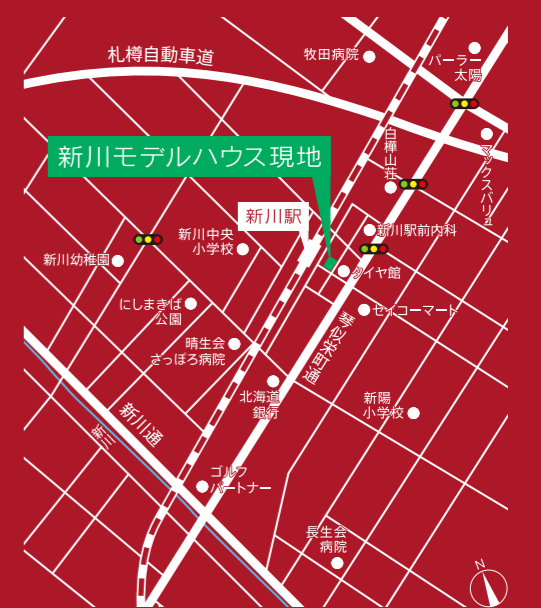 札樽自動車道
牧田病院
パーラー
太陽
白樺山荘
マックスバリュ
新川モデルハウス現地
新川駅
新川中央
小学校
新川駅前内科
新川幼稚園
タイヤ館
にしまきば
公園
セイコーマート
琴似栄町通
晴生会
さっぽろ病院
北海道
銀行
新陽
小学校
新川通
新川
ゴルフ
パートナー
長生会
病院
N